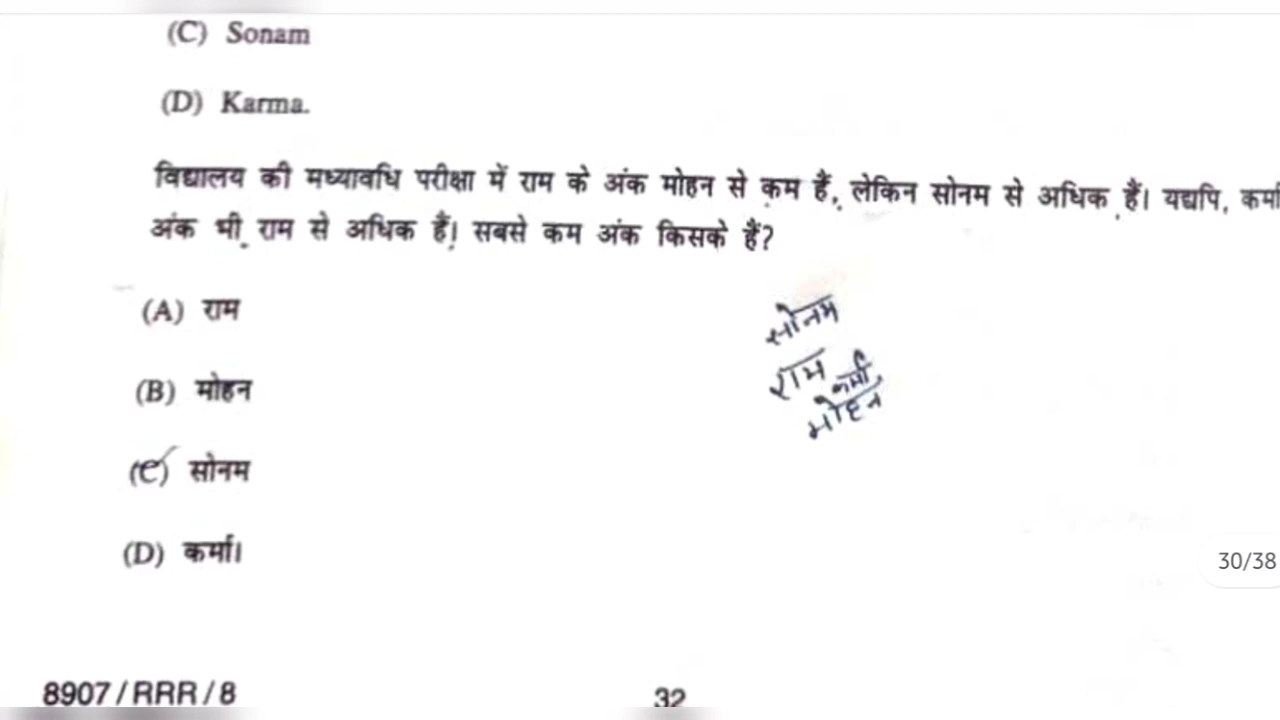 (C) Sonam
(D) Karma.
विद्यालय की मध्यावधि परीक्षा में राम के अंक मोहन से कम हैं, लेकिन सोनम से अधिक हैं। यद्यपि, कर्मा
अंक भी राम से अधिक हैं! सबसे कम अंक किसको हैं?
(A) राम
(B) मोहन
(C) सोनम
(D) कर्मा।
सोनम
राम
कर्मा,
मोहन
30/38
8907/RRR/8
32